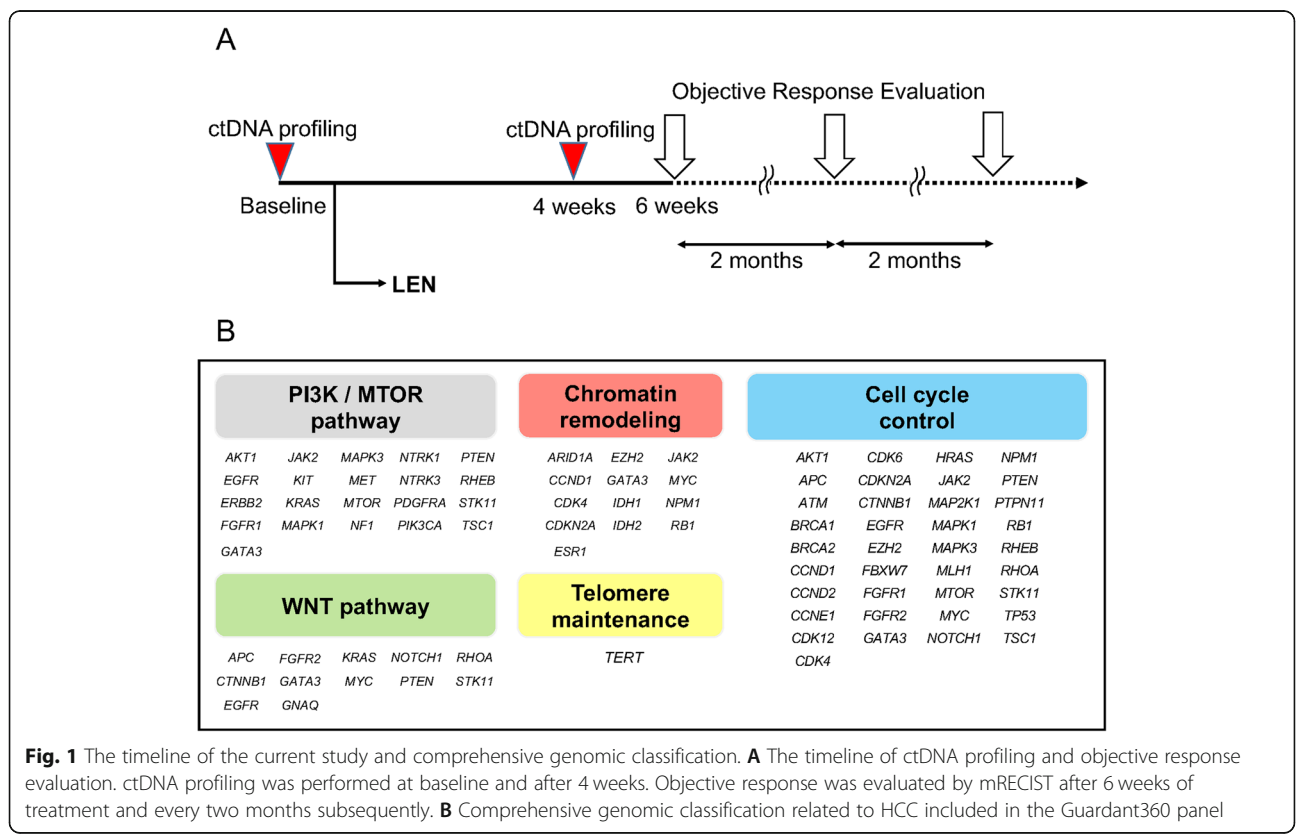 A
Objective Response Evaluation
ctDNA profiling ctDNA profiling
Baseline 4 weeks 6 weeks
2 months 2 months
LEN
B
PI3K / MTOR
pathway
AKT1 JAK2 MAPK3 NTRK1 PTEN
EGFR KIT MET NTRK3 RHEB
ERBB2 KRAS MTOR PDGFRA STK11
FGFR1 MAPK1 NF1 PIK3CA TSC1
GATA3
Chromatin
remodeling
ARID1A EZH2 JAK2
CCND1 GATA3 MYC
CDK4 IDH1 NPM1
CDKN2A IDH2 RB1
ESR1
Cell cycle
control
AKT1 CDK6 HRAS NPM1
APC CDKN2A JAK2 PTEN
ATM CTNNB1 MAP2K1 PTPN11
BRCA1 EGFR MAPK1 RB1
BRCA2 EZH2 MAPK3 RHEB
CCND1 FBXW7 MLH1 RHOA
CCND2 FGFR1 MTOR STK11
CCNE1 FGFR2 MYC TP53
CDK12 GATA3 NOTCH1 TSC1
CDK4
WNT pathway
APC FGFR2 KRAS NOTCH1 RHOA
CTNNB1 GATA3 MYC PTEN STK11
EGFR GNAQ
Telomere
maintenance
TERT
Fig. 1 The timeline of the current study and comprehensive genomic classification. A The timeline of ctDNA profiling and objective response
evaluation. ctDNA profiling was performed at baseline and after 4 weeks. Objective response was evaluated by mRECIST after 6 weeks of
treatment and every two months subsequently. B Comprehensive genomic classification related to HCC included in the Guardant360 panel